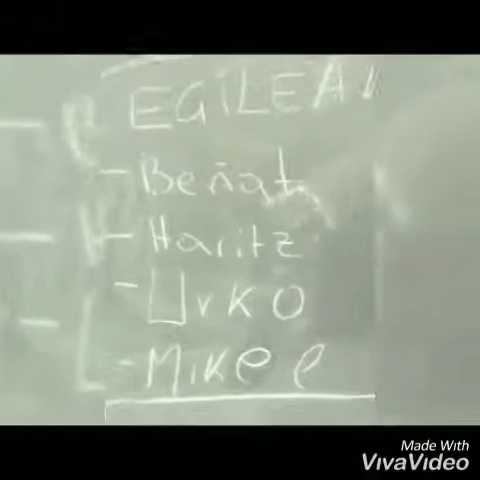 EGILEAK
- Beñat
- Haritz
- Urko
- Mikel
Made With
VivaVideo